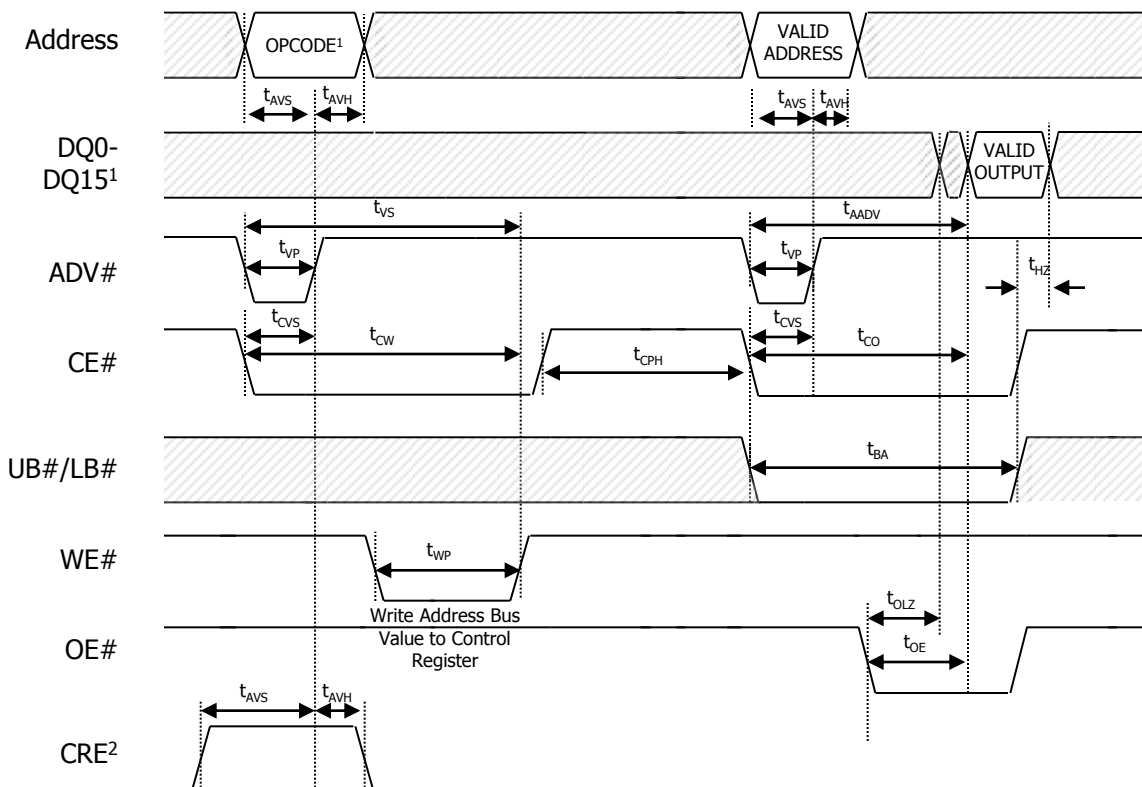 Address
OPCODE¹
VALID
ADDRESS
tAVS
tAVH
tAVS
tAVH
DQ0-
DQ15¹
VALID
OUTPUT
tVS
tAADV
ADV#
tVP
tVP
tHZ
CE#
tCVS
tCW
tCPH
tCVS
tCO
UB#/LB#
tBA
WE#
tWP
Write Address Bus
Value to Control
Register
OE#
tOLZ
tOE
tAVS
tAVH
CRE²